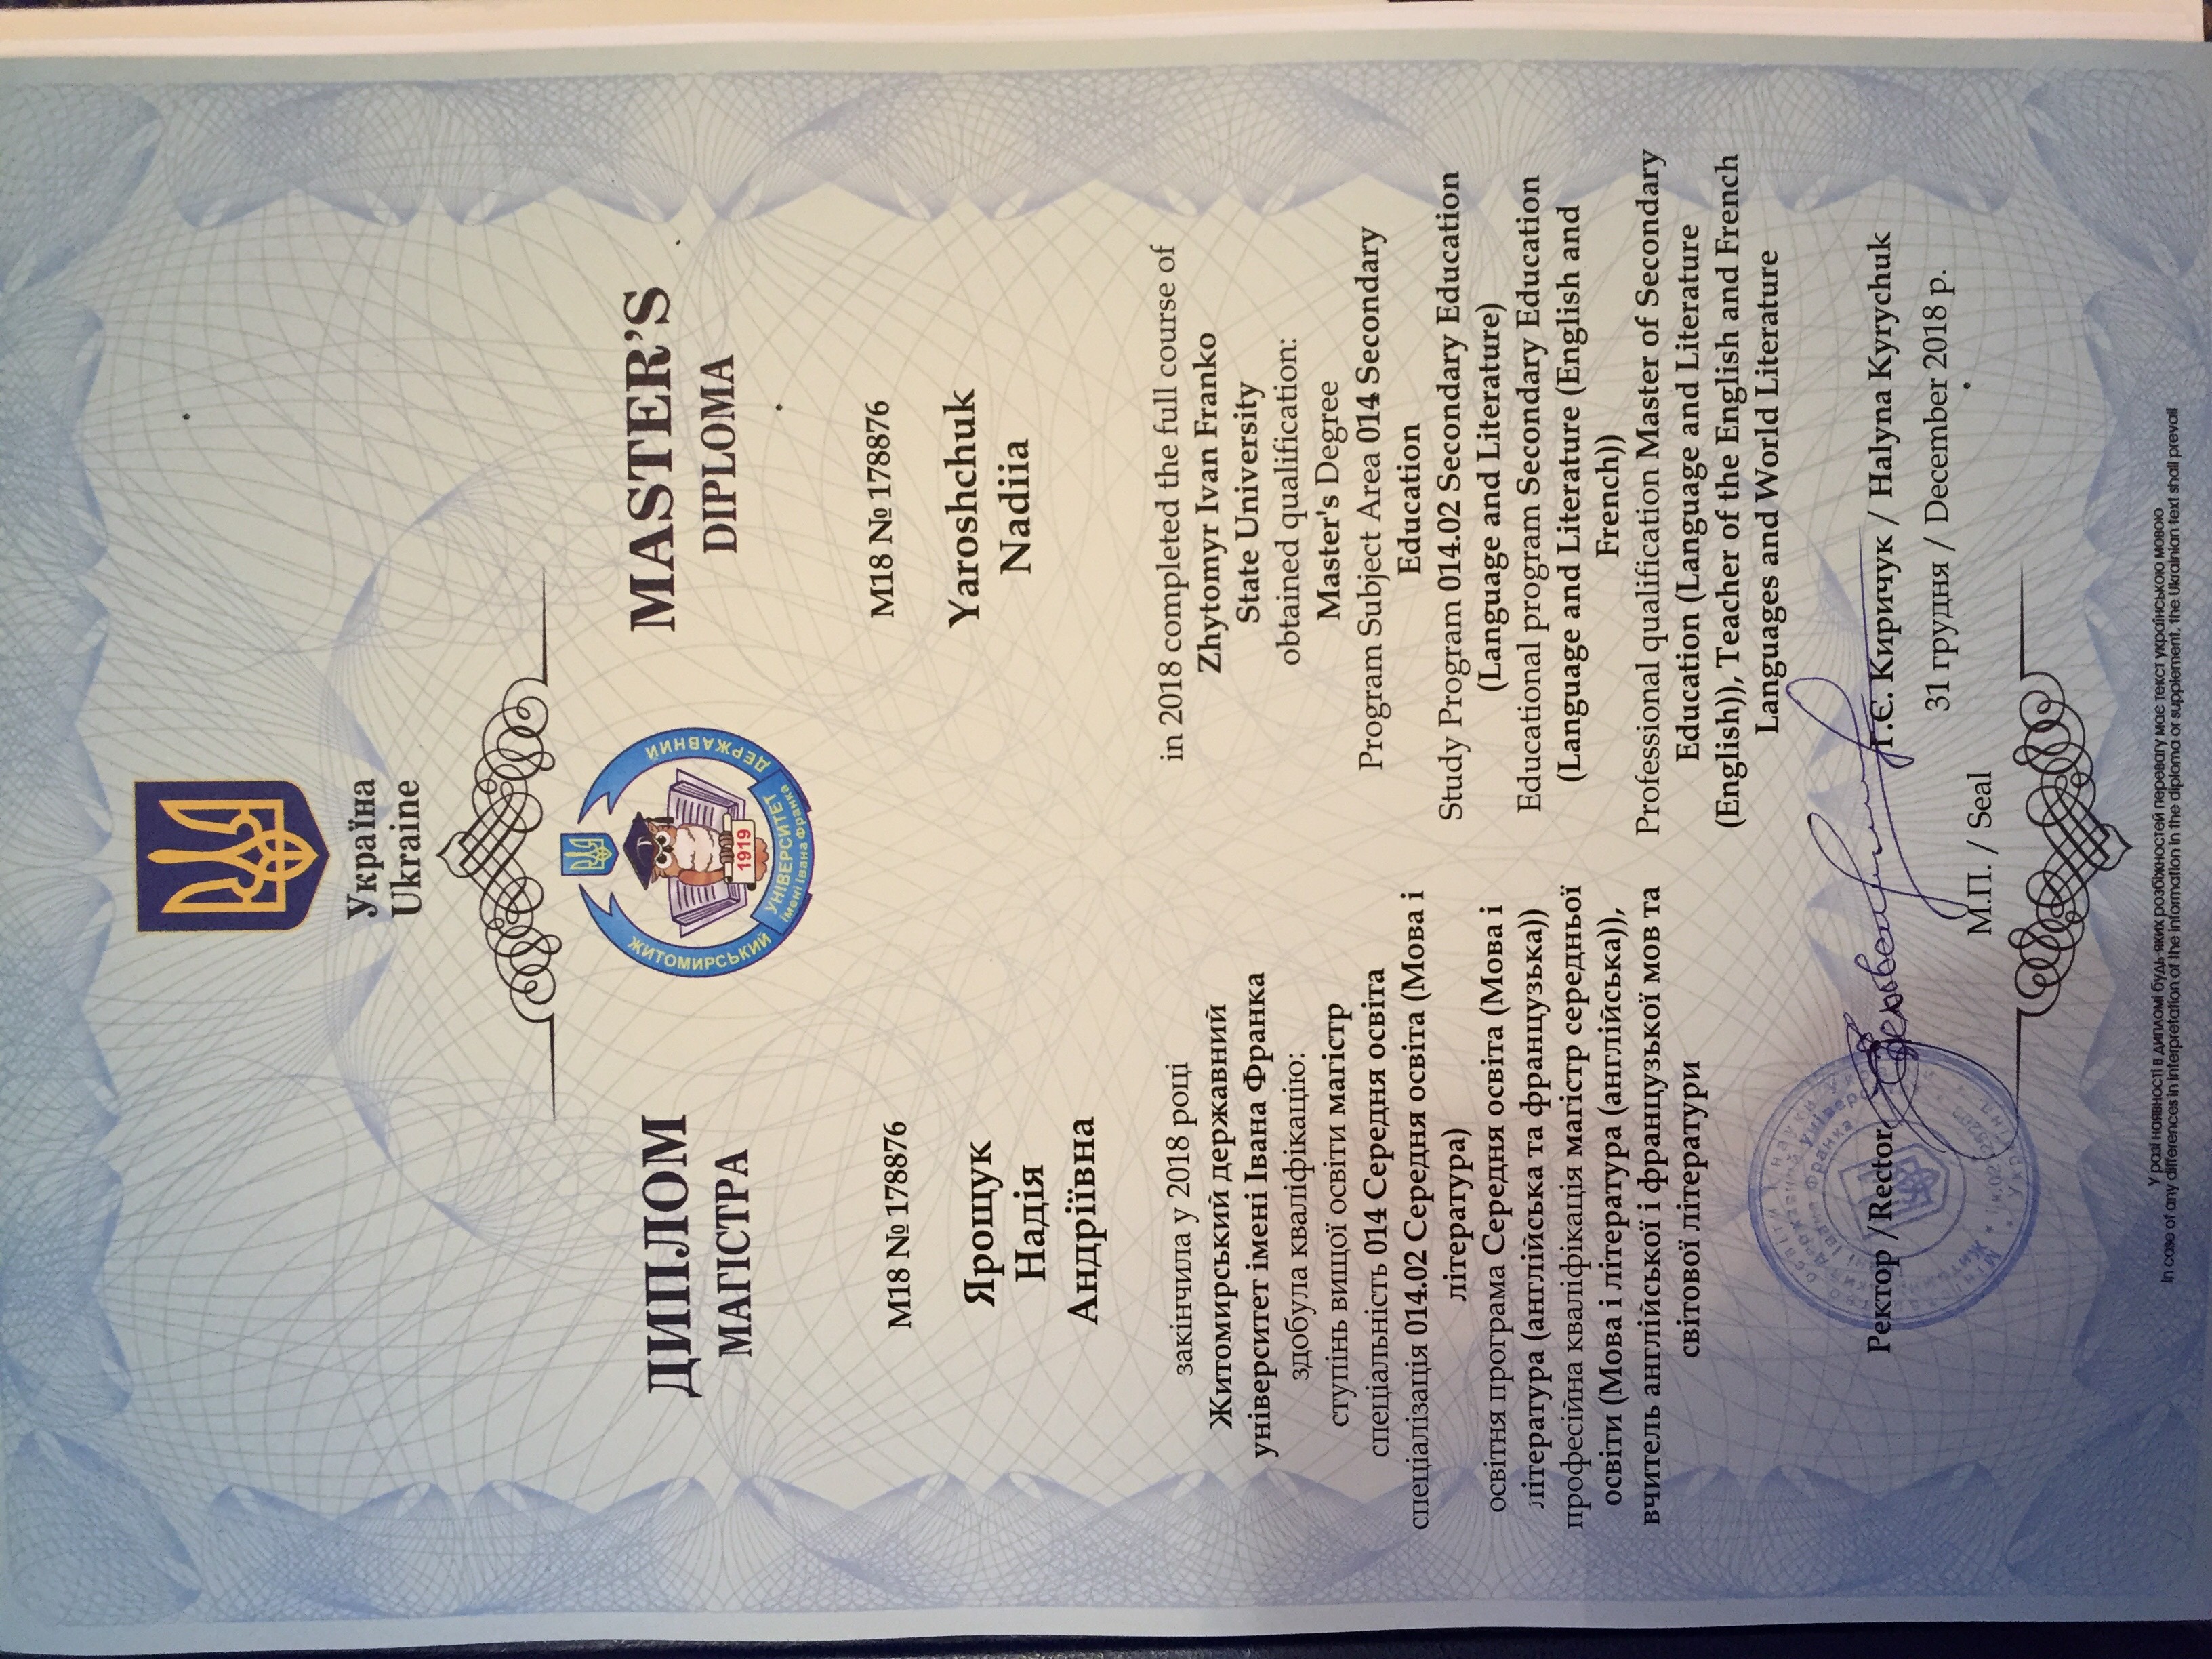 Україна
Ukraine
ЖИТОМИРСЬКИЙ ДЕРЖАВНИЙ
УНІВЕРСИТЕТ
імені Івана Франка
1919
ДИПЛОМ
МАГІСТРА
М18 № 178876
Ярощук
Надія
Андріївна
закінчила у 2018 році
Житомирський державний
університет імені Івана Франка
здобула кваліфікацію:
ступінь вищої освіти магістр
спеціальність 014 Середня освіта
спеціалізація 014.02 Середня освіта (Мова і
література)
освітня програма Середня освіта (Мова і
література (англійська та французька))
професійна кваліфікація магістр середньої
освіти (Мова і література (англійська)),
вчитель англійської і французької мов та
світової літератури
MASTER'S
DIPLOMA
M18 № 178876
Yaroshchuk
Nadiia
in 2018 completed the full course of
Zhytomyr Ivan Franko
State University
obtained qualification:
Master's Degree
Program Subject Area 014 Secondary
Education
Study Program 014.02 Secondary Education
(Language and Literature)
Educational program Secondary Education
(Language and Literature (English and
French))
Professional qualification Master of Secondary
Education (Language and Literature
(English)), Teacher of the English and French
Languages and World Literature
Ректор / Rector
Г.Є. Киричук / Halyna Kyrychuk
М.П. / Seal
31 грудня / December 2018 р.
У разі наявності в дипломі будь-яких розбіжностей перевагу має текст українською мовою
In case of any differences in interpretation of the information in the diploma or supplement, the Ukrainian text shall prevail